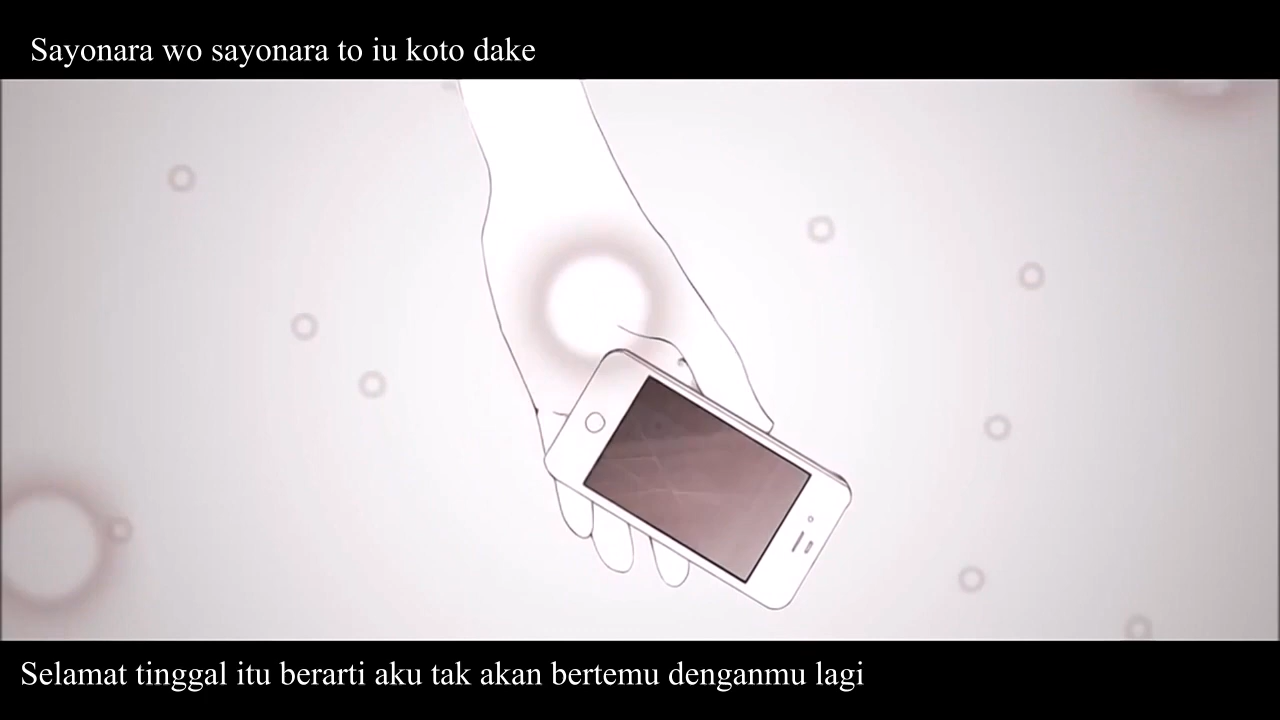 Sayonara wo sayonara to iu koto dake
Selamat tinggal itu berarti aku tak akan bertemu denganmu lagi